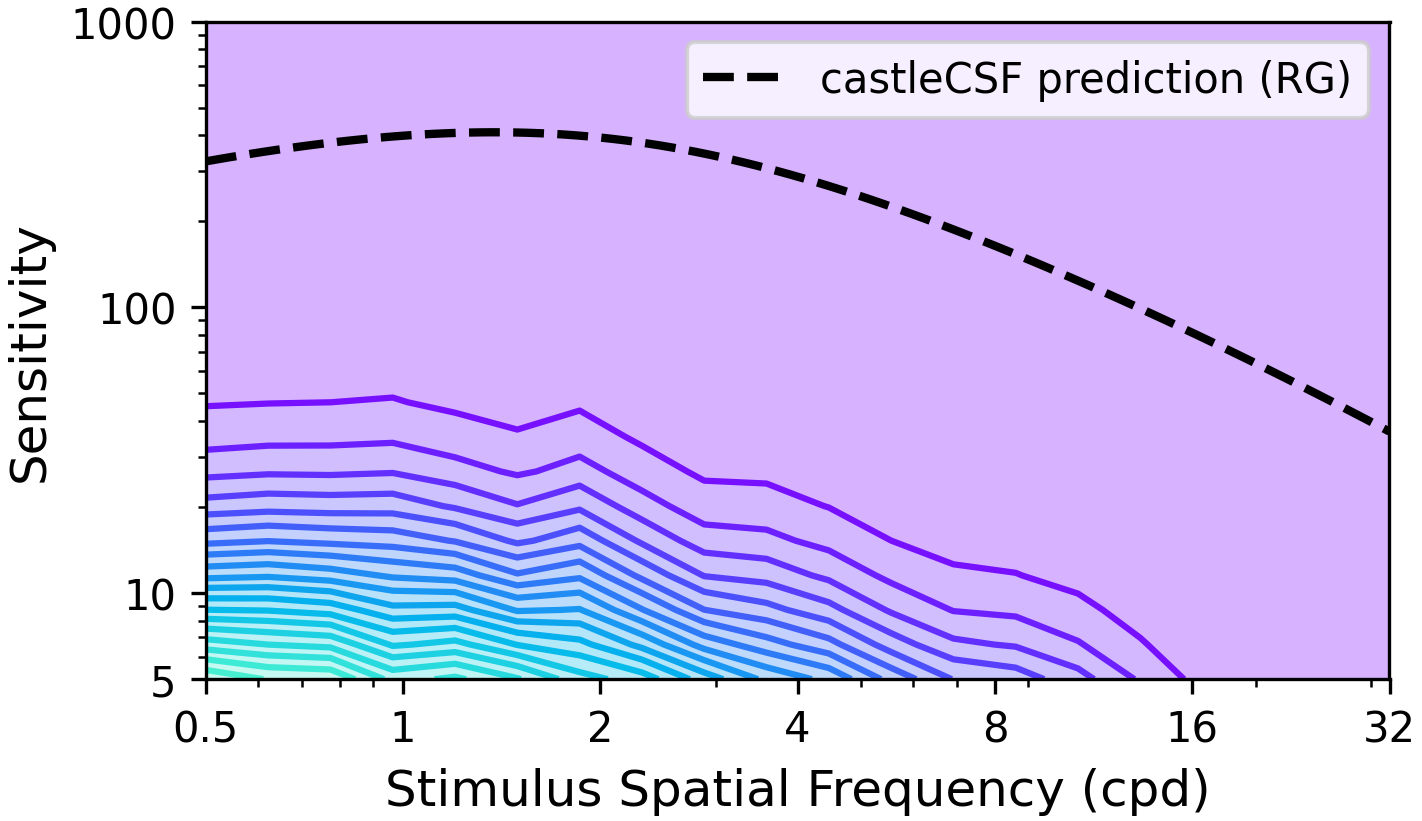 1000
100
10
5
Sensitivity
castleCSF prediction (RG)
0.5 1 2 4 8 16 32
Stimulus Spatial Frequency (cpd)